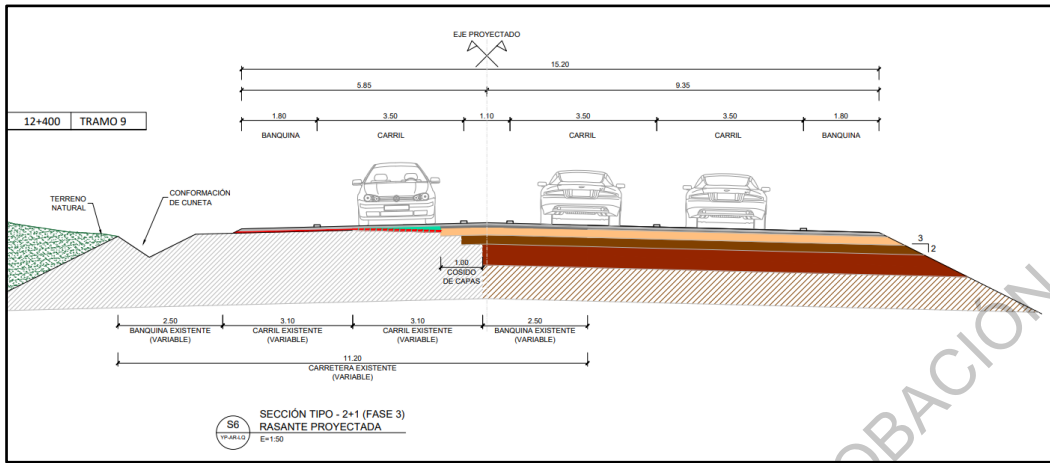 EJE PROYECTADO
15.20
5.85 9.35
12+400 TRAMO 9
1.80 3.50 1.10 3.50 3.50 1.80
BANQUINA CARRIL CARRIL CARRIL BANQUINA
TERRENO
NATURAL
CONFORMACIÓN
DE CUNETA
3
2
1.00
COSIDO
DE CAPAS
2.50 3.10 3.10 2.50
BANQUINA EXISTENTE CARRIL EXISTENTE CARRIL EXISTENTE BANQUINA EXISTENTE
(VARIABLE) (VARIABLE) (VARIABLE) (VARIABLE)
11.20
CARRETERA EXISTENTE
(VARIABLE)
S6
YP-AR-LQ
SECCIÓN TIPO - 2+1 (FASE 3)
RASANTE PROYECTADA
E=1:50
OBACIÓN